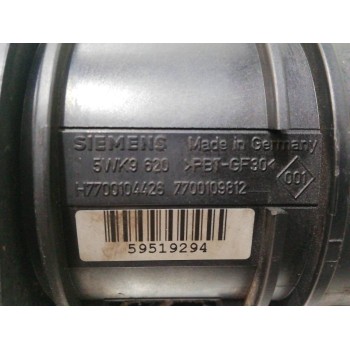 SIEMENS Made in Germany
5WK9 620 >PBT-GF30<
H7700104426 7700109812
001
59519294